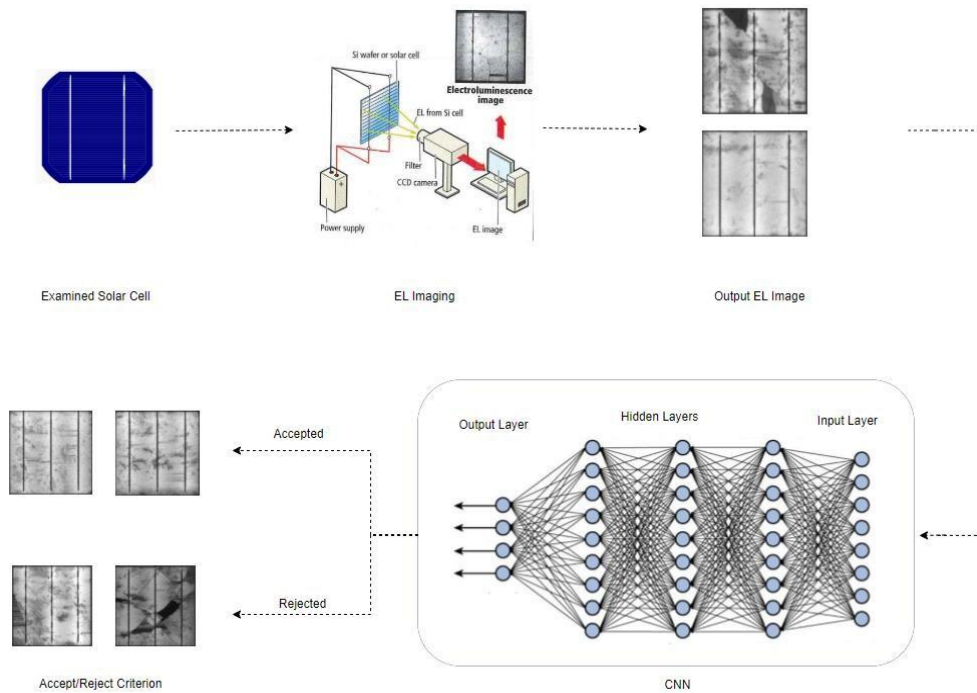 Si wafer or solar cell
Electroluminescence
image
EL from Si cell
Filter
CCD camera
Power supply
EL image
Examined Solar Cell
EL Imaging
Output EL Image
Output Layer
Hidden Layers
Input Layer
Accepted
Rejected
Accept/Reject Criterion
CNN